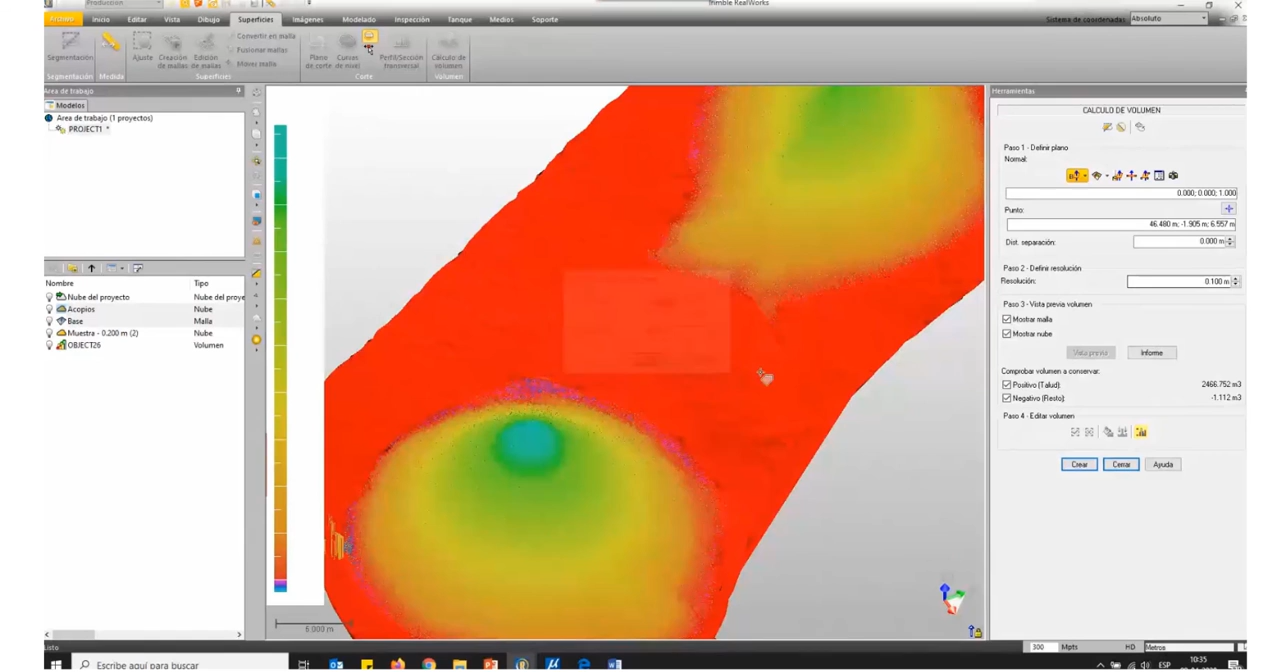 Produccion
Trimble RealWorks
Archivo Inicio Editar Vista Dibujo Superficies Imágenes Modelado Inspección Tanque Medios Soporte
Sistema de coordenadas: Absoluto
Segmentación
Segmentación
Medida
Ajuste
Creación de mallas
Edición de mallas
Convertir en malla
Fusionar mallas
Mover malla
Superficies
Plano de corte
Curvas de nivel
Perfil/Sección transversal
Corte
Cálculo de volumen
Volumen
Área de trabajo
Modelos
Area de trabajo (1 proyectos)
PROJECT1 *
Nombre Tipo
Nube del proyecto Nube del proye
Acopios Nube
Base Malla
Muestra - 0.200 m (2) Nube
OBJECT26 Volumen
6.000 m
Herramientas
CALCULO DE VOLUMEN
Paso 1 - Definir plano
Normal:
0.000; 0.000; 1.000
Punto:
46.480 m; -1.905 m; 6.557 m
Dist. separación: 0.000 m
Paso 2 - Definir resolución
Resolución: 0.100 m
Paso 3 - Vista previa volumen
Mostrar malla
Mostrar nube
Vista previa Informe
Comprobar volumen a conservar:
Positivo (Talud): 2466.752 m3
Negativo (Resto): -1.112 m3
Paso 4 - Editar volumen
Crear Cerrar Ayuda
Listo
300 Mpts HD Metros
Escribe aquí para buscar
ESP
10:35